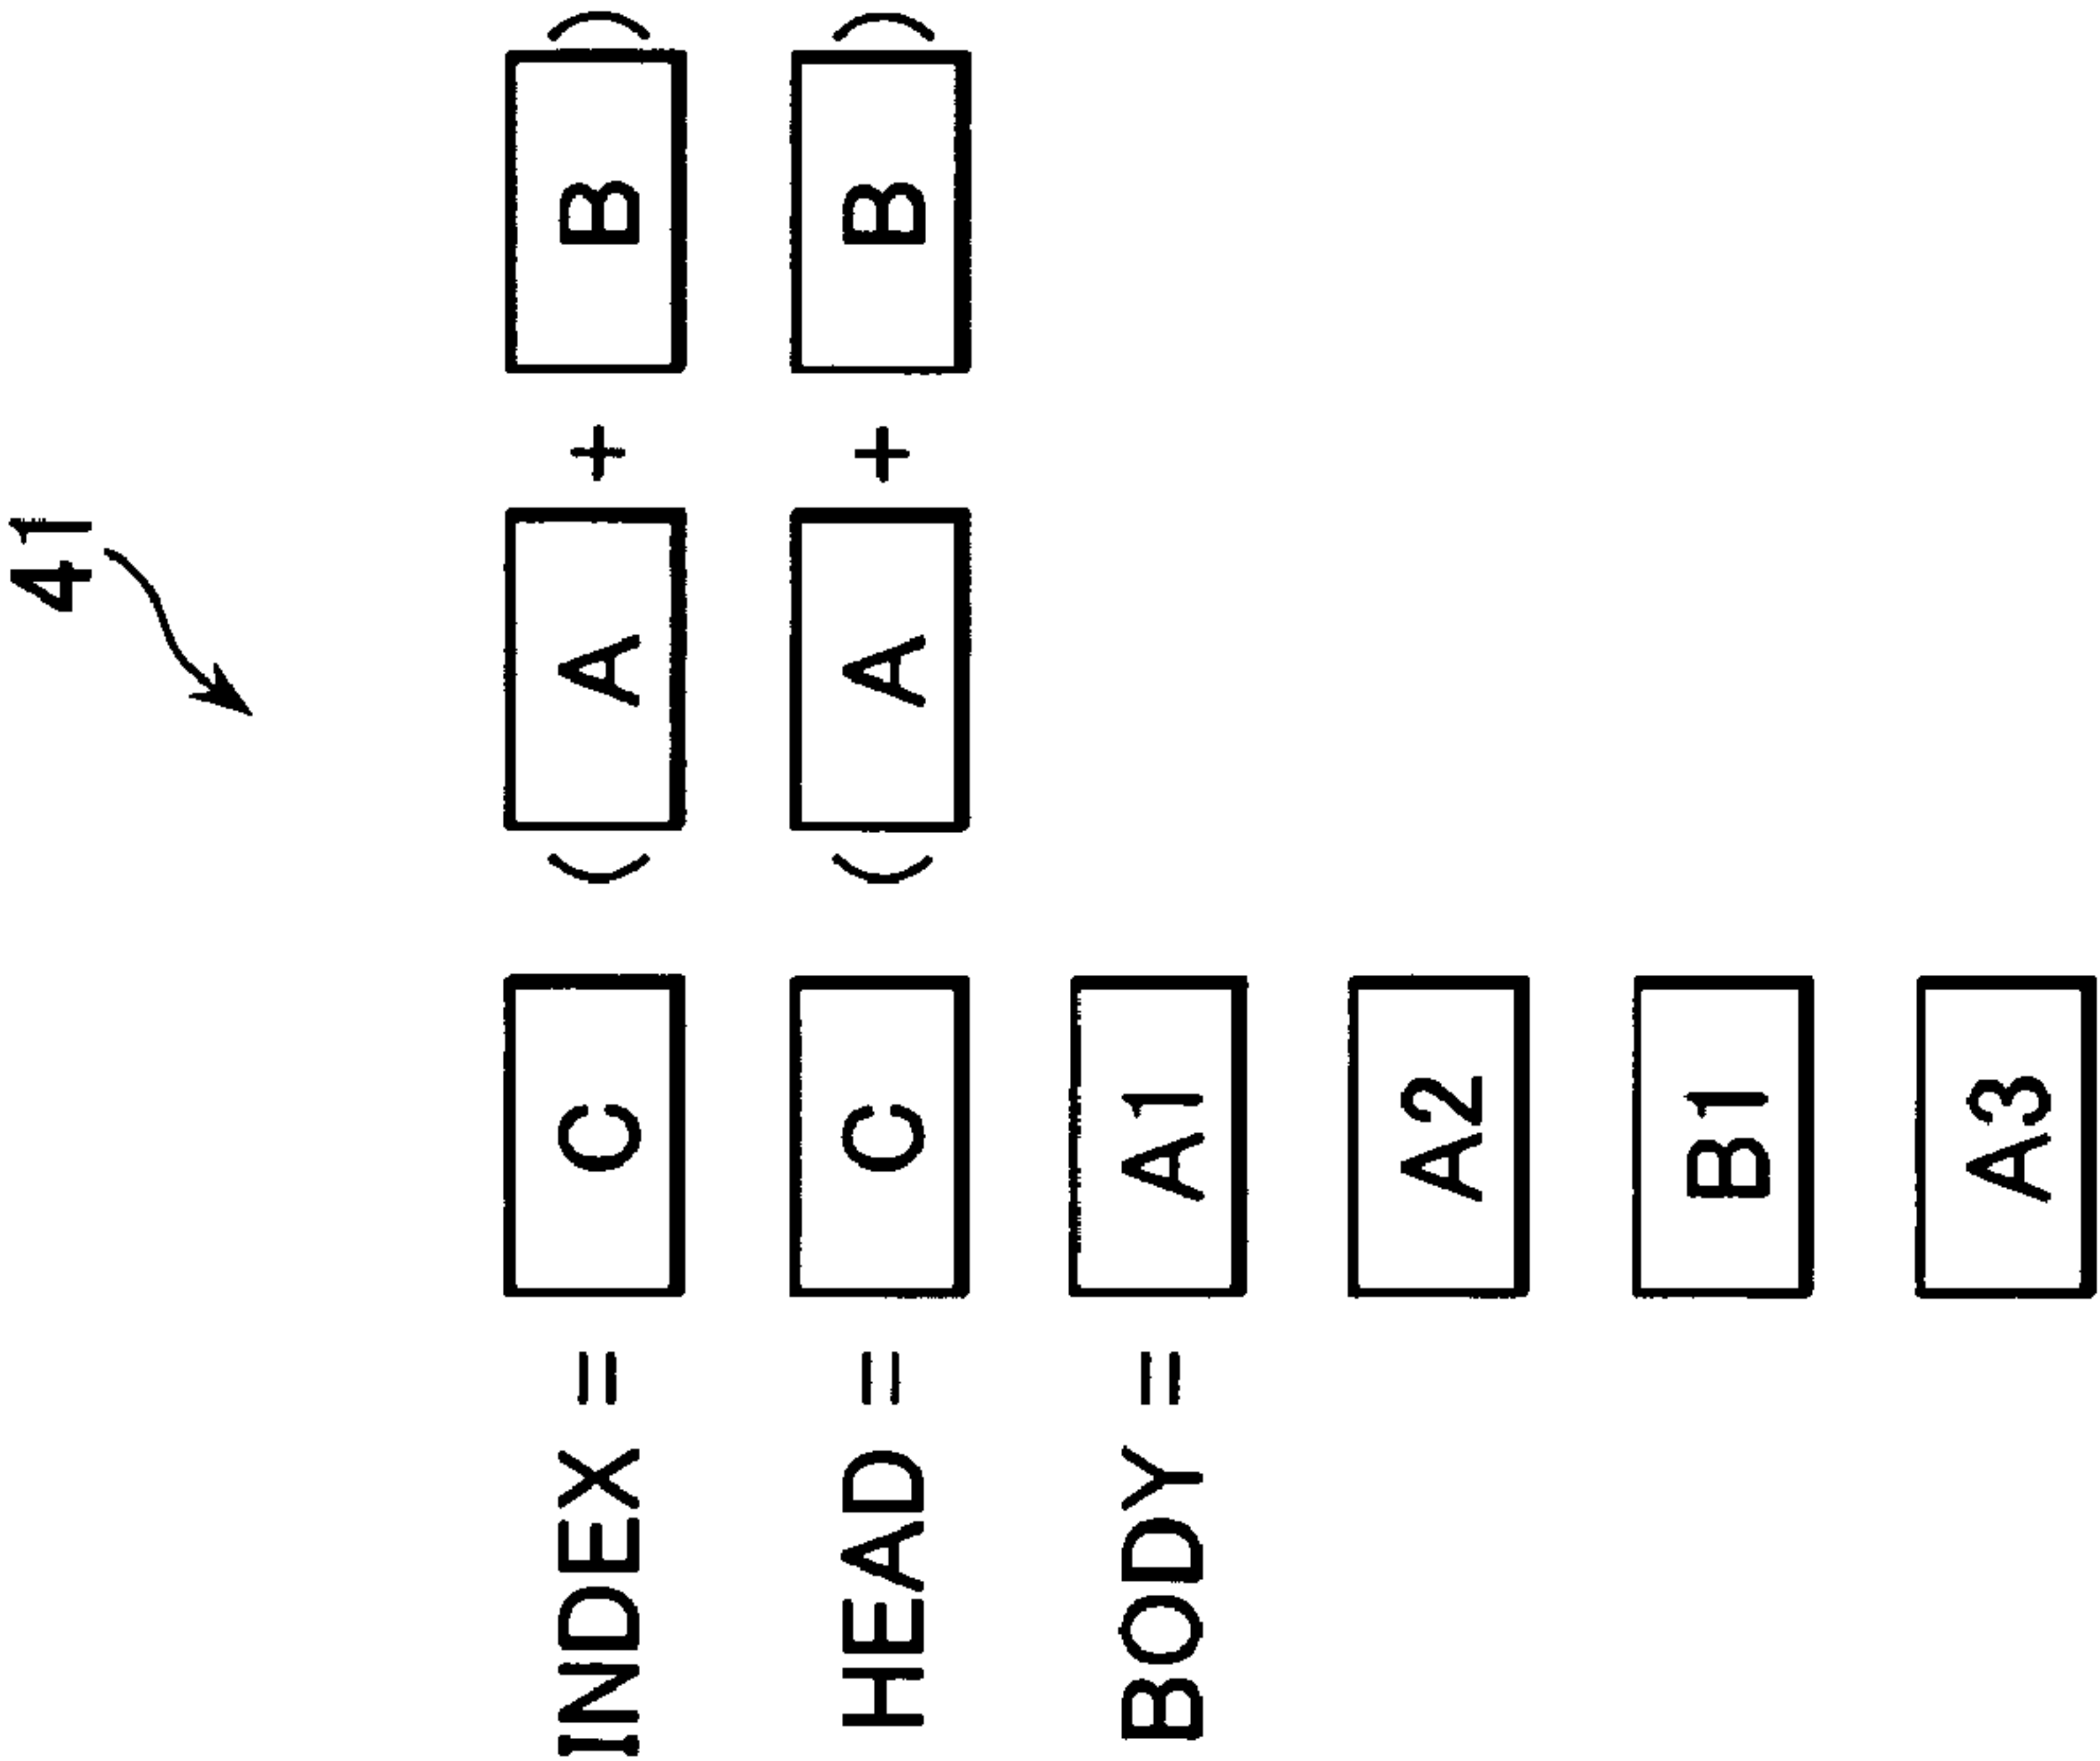 41
INDEX = C ( A + B )
HEAD = C ( A + B )
BODY = A1
A2
B1
A3